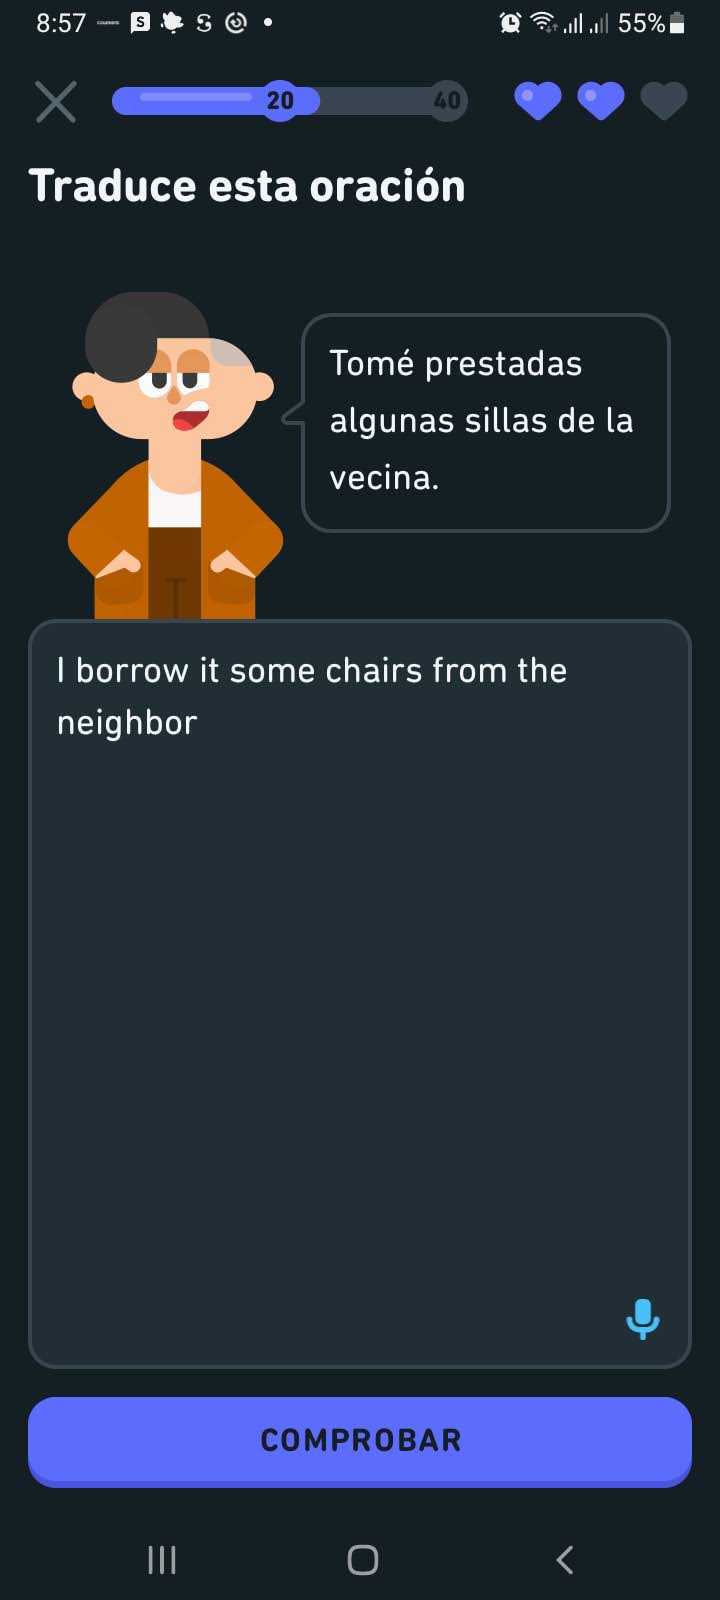 8:57
55%
20
40
Traduce esta oración
Tomé prestadas
algunas sillas de la
vecina.
I borrow it some chairs from the
neighbor
COMPROBAR